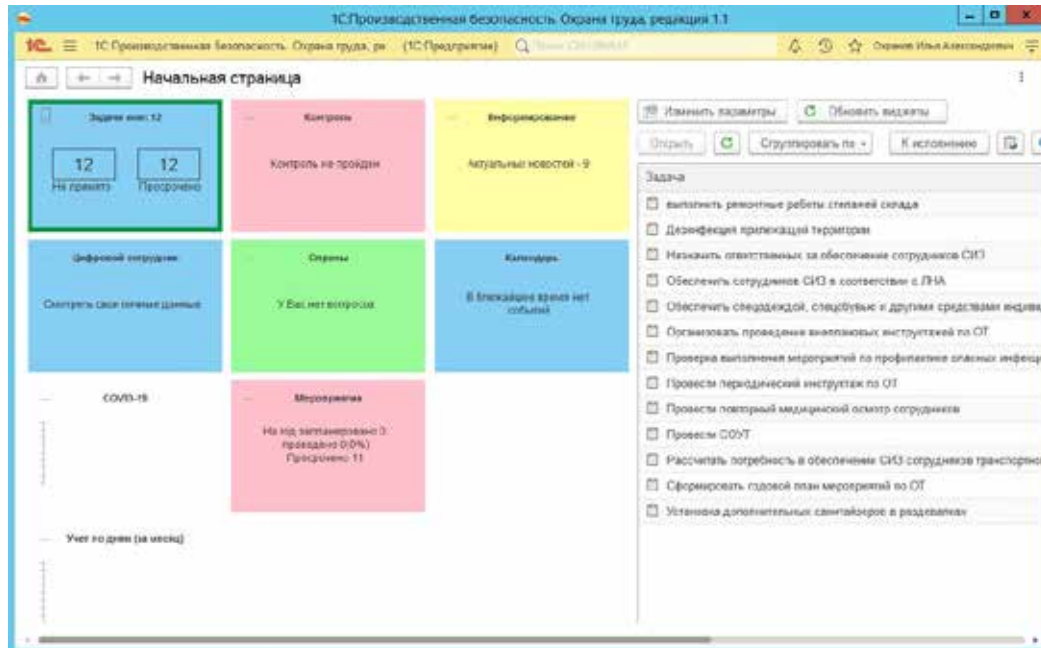 1С:Производственная безопасность. Охрана труда, редакция 1.1
1С:Производственная безопасность. Охрана труда, ре... (1С:Предприятие)
Начальная страница
Задачи мои: 12
12 12
Не принято Просрочено
Контроль
Контроль не пройден
Информирование
Актуальных новостей - 9
Цифровой сотрудник
Смотреть свои личные данные
Опросы
У Вас нет вопросов
Календарь
В ближайшее время нет
событий
COVID-19
Мероприятия
На год запланировано 3
проведено 0(0%)
Просрочено 11
Учет по дням (за месяц)
Изменить параметры Обновить виджеты
Открыть Сгруппировать по К исполнению
Задача
выполнить ремонтные работы стеллажей склада
Дезинфекция прилежащей территории
Назначить ответственных за обеспечение сотрудников СИЗ
Обеспечить сотрудников СИЗ в соответствии с ЛНА
Обеспечить спецодеждой, спецобувью и другими средствами индиви
Организовать проведение внеплановых инструктажей по ОТ
Проверка выполнения мероприятий по профилактике опасных инфекц
Провести периодический инструктаж по ОТ
Провести повторный медицинский осмотр сотрудников
Провести СОУТ
Рассчитать потребность в обеспечении СИЗ сотрудников транспортно
Сформировать годовой план мероприятий по ОТ
Установка дополнительных санитайзеров в раздевалках